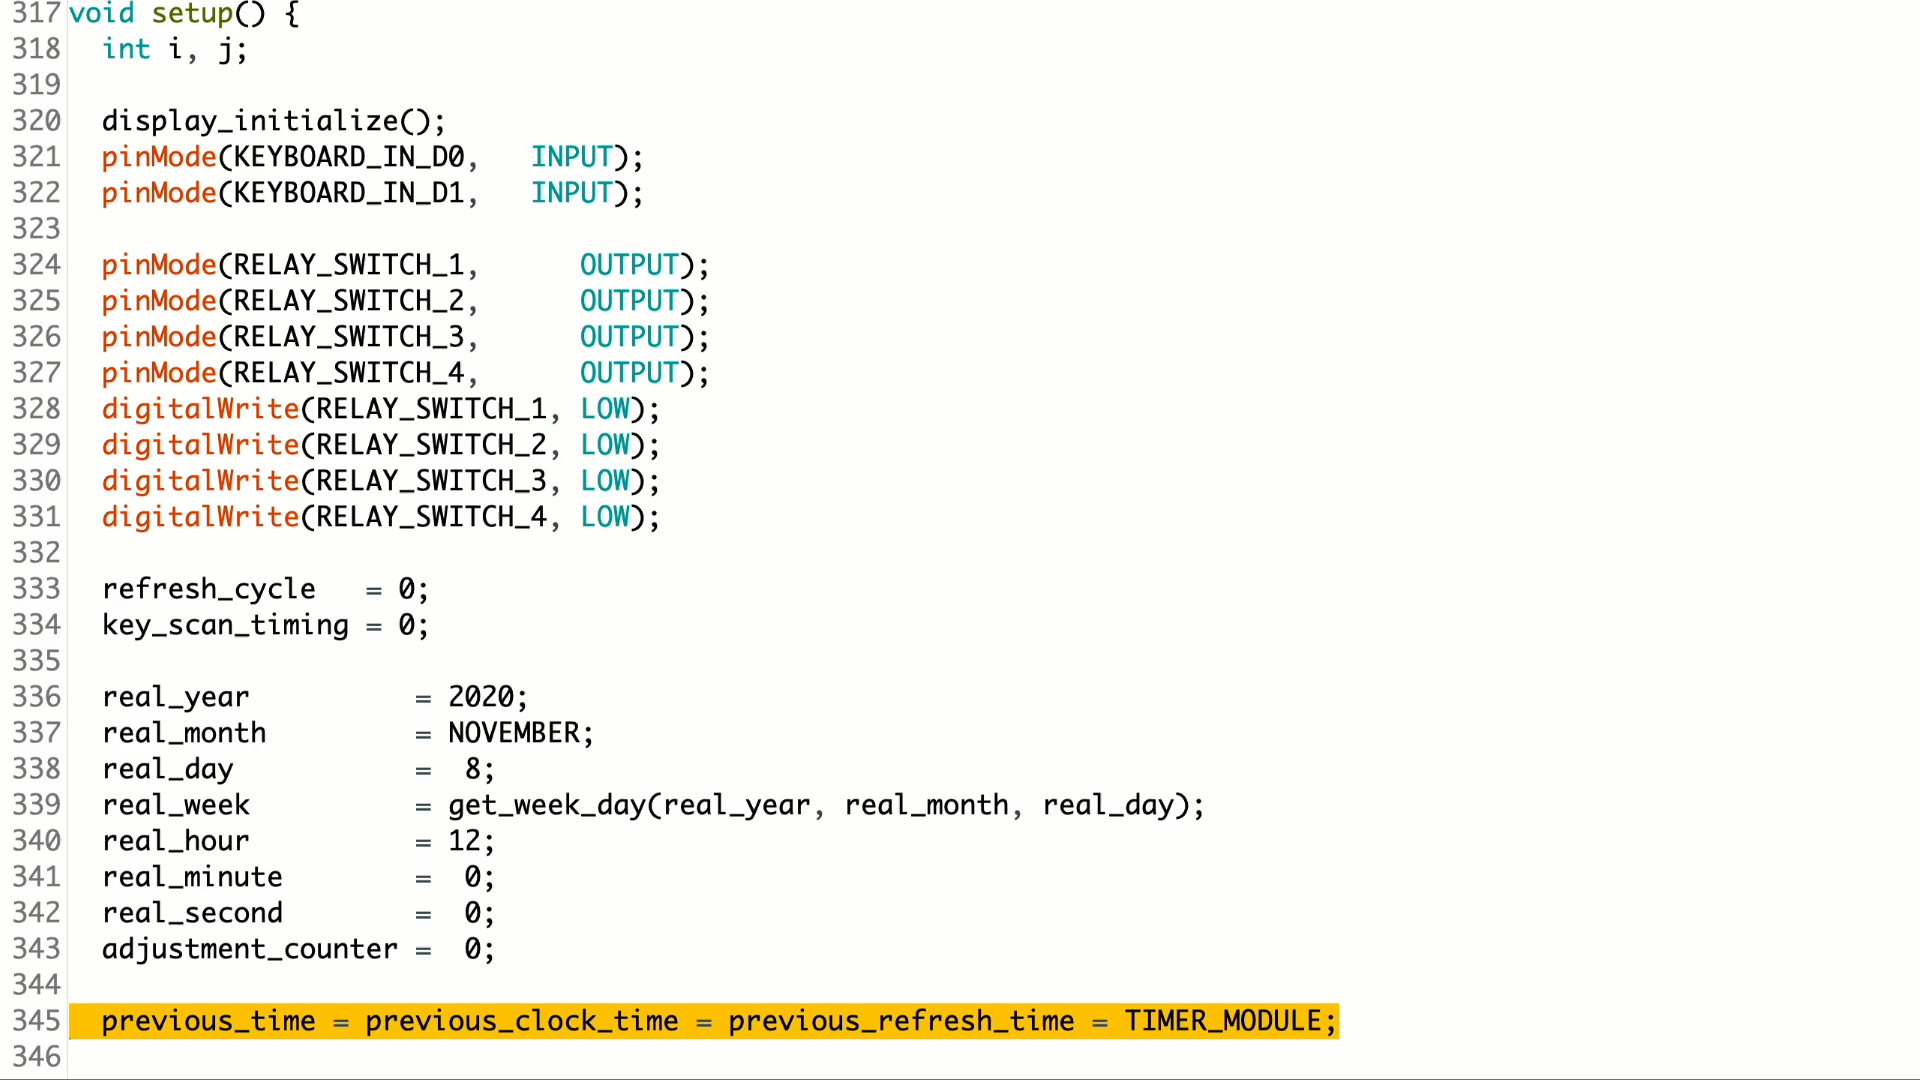 317 void setup() {
318   int i, j;
319
320   display_initialize();
321   pinMode(KEYBOARD_IN_D0,   INPUT);
322   pinMode(KEYBOARD_IN_D1,   INPUT);
323
324   pinMode(RELAY_SWITCH_1,      OUTPUT);
325   pinMode(RELAY_SWITCH_2,      OUTPUT);
326   pinMode(RELAY_SWITCH_3,      OUTPUT);
327   pinMode(RELAY_SWITCH_4,      OUTPUT);
328   digitalWrite(RELAY_SWITCH_1, LOW);
329   digitalWrite(RELAY_SWITCH_2, LOW);
330   digitalWrite(RELAY_SWITCH_3, LOW);
331   digitalWrite(RELAY_SWITCH_4, LOW);
332
333   refresh_cycle   = 0;
334   key_scan_timing = 0;
335
336   real_year          = 2020;
337   real_month         = NOVEMBER;
338   real_day           =  8;
339   real_week          = get_week_day(real_year, real_month, real_day);
340   real_hour          = 12;
341   real_minute        =  0;
342   real_second        =  0;
343   adjustment_counter =  0;
344
345   previous_time = previous_clock_time = previous_refresh_time = TIMER_MODULE;
346